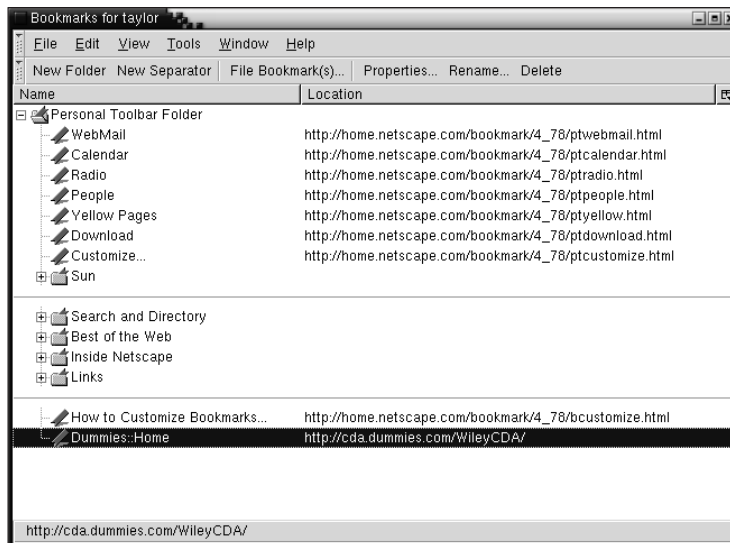 Bookmarks for taylor
File Edit View Tools Window Help
New Folder New Separator File Bookmark(s)... Properties... Rename... Delete
Name Location
Personal Toolbar Folder
WebMail http://home.netscape.com/bookmark/4_78/ptwebmail.html
Calendar http://home.netscape.com/bookmark/4_78/ptcalendar.html
Radio http://home.netscape.com/bookmark/4_78/ptradio.html
People http://home.netscape.com/bookmark/4_78/ptpeople.html
Yellow Pages http://home.netscape.com/bookmark/4_78/ptyellow.html
Download http://home.netscape.com/bookmark/4_78/ptdownload.html
Customize... http://home.netscape.com/bookmark/4_78/ptcustomize.html
Sun
Search and Directory
Best of the Web
Inside Netscape
Links
How to Customize Bookmarks... http://home.netscape.com/bookmark/4_78/bcustomize.html
Dummies::Home http://cda.dummies.com/WileyCDA/
http://cda.dummies.com/WileyCDA/